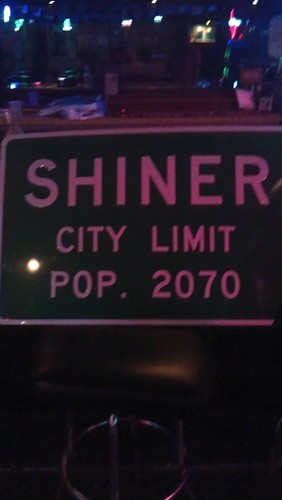 SHINER
CITY LIMIT
POP. 2070